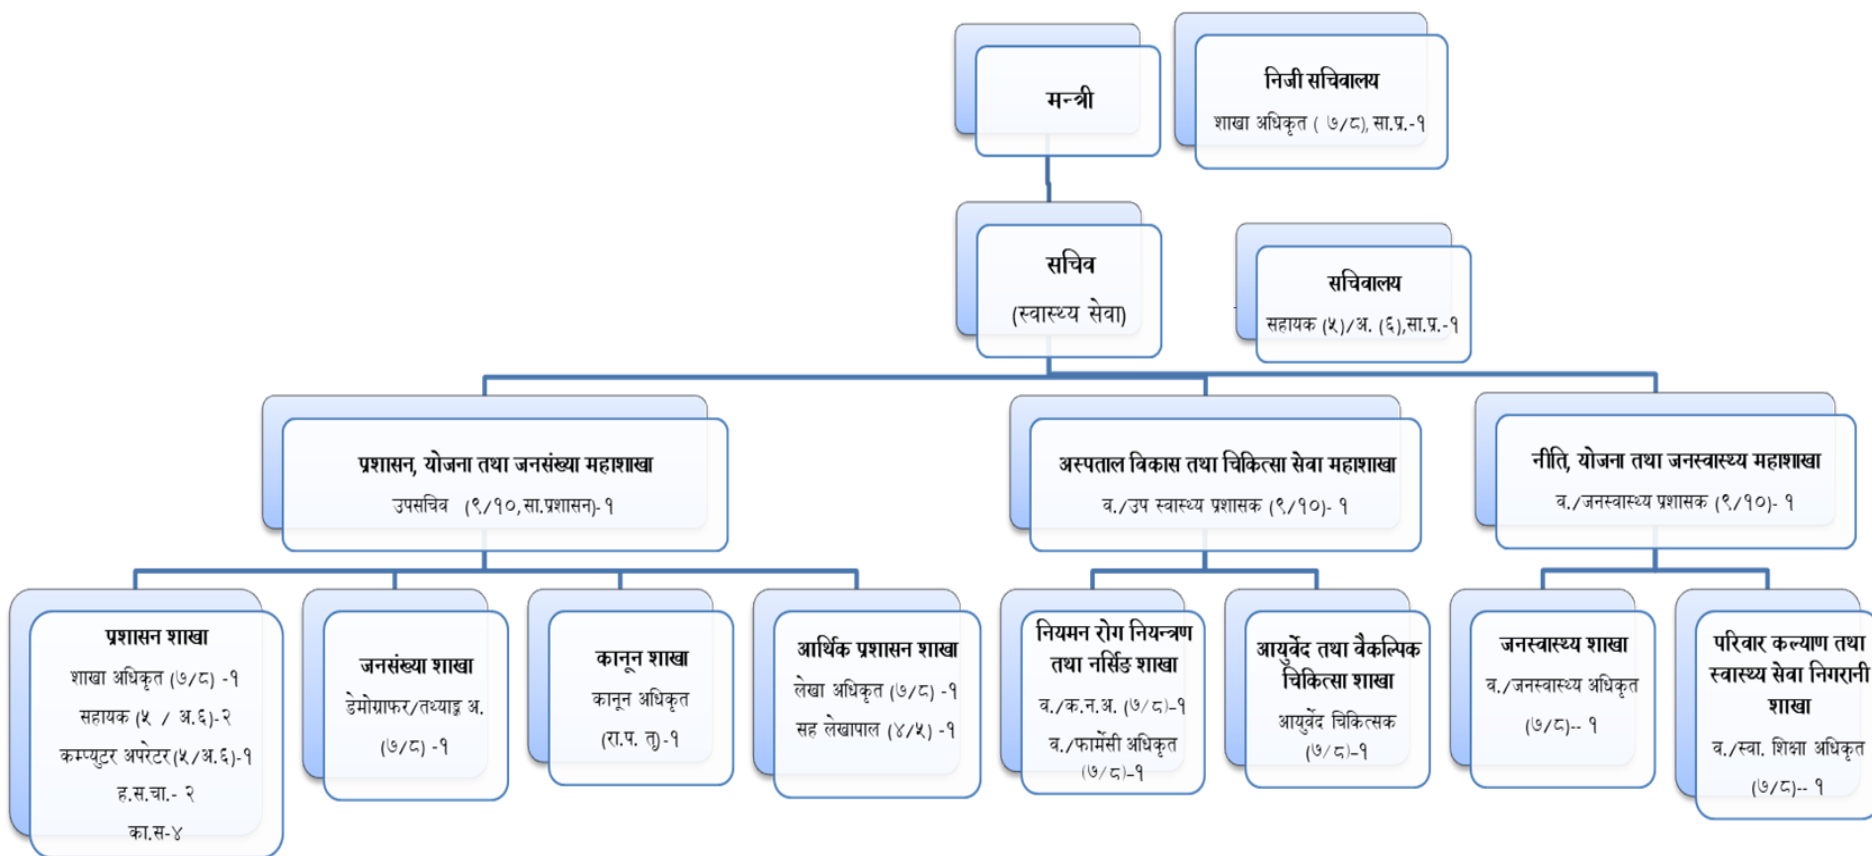 मन्त्री
निजी सचिवालय
शाखा अधिकृत ( ७/८), सा.प्र.-१
सचिव
(स्वास्थ्य सेवा)
सचिवालय
सहायक (५)/अ. (६),सा.प्र.-१
प्रशासन, योजना तथा जनसंख्या महाशाखा
उपसचिव (९/१०,सा.प्रशासन)- १
अस्पताल विकास तथा चिकित्सा सेवा महाशाखा
व./उप स्वास्थ्य प्रशासक (९/१०)- १
नीति, योजना तथा जनस्वास्थ्य महाशाखा
व./जनस्वास्थ्य प्रशासक (९/१०)- १
प्रशासन शाखा
शाखा अधिकृत (७/८) -१
सहायक (५ / अ.६)-२
कम्प्युटर अपरेटर(५/अ.६)-१
ह.स.चा.- २
का.स-४
जनसंख्या शाखा
डेमोग्राफर/तथ्याङ्क अ.
(७/८) -१
कानून शाखा
कानून अधिकृत
(रा.प. तृ)-१
आर्थिक प्रशासन शाखा
लेखा अधिकृत (७/८) -१
सह लेखापाल (४/५) -१
नियमन रोग नियन्त्रण
तथा नर्सिङ शाखा
व./क.न.अ. (७/८)–१
व./फार्मेसी अधिकृत
(७/८)–१
आयुर्वेद तथा वैकल्पिक
चिकित्सा शाखा
आयुर्वेद चिकित्सक
(७/८)–१
जनस्वास्थ्य शाखा
व./जनस्वास्थ्य अधिकृत
(७/८)-- १
परिवार कल्याण तथा
स्वास्थ्य सेवा निगरानी
शाखा
व./स्वा. शिक्षा अधिकृत
(७/८)-- १